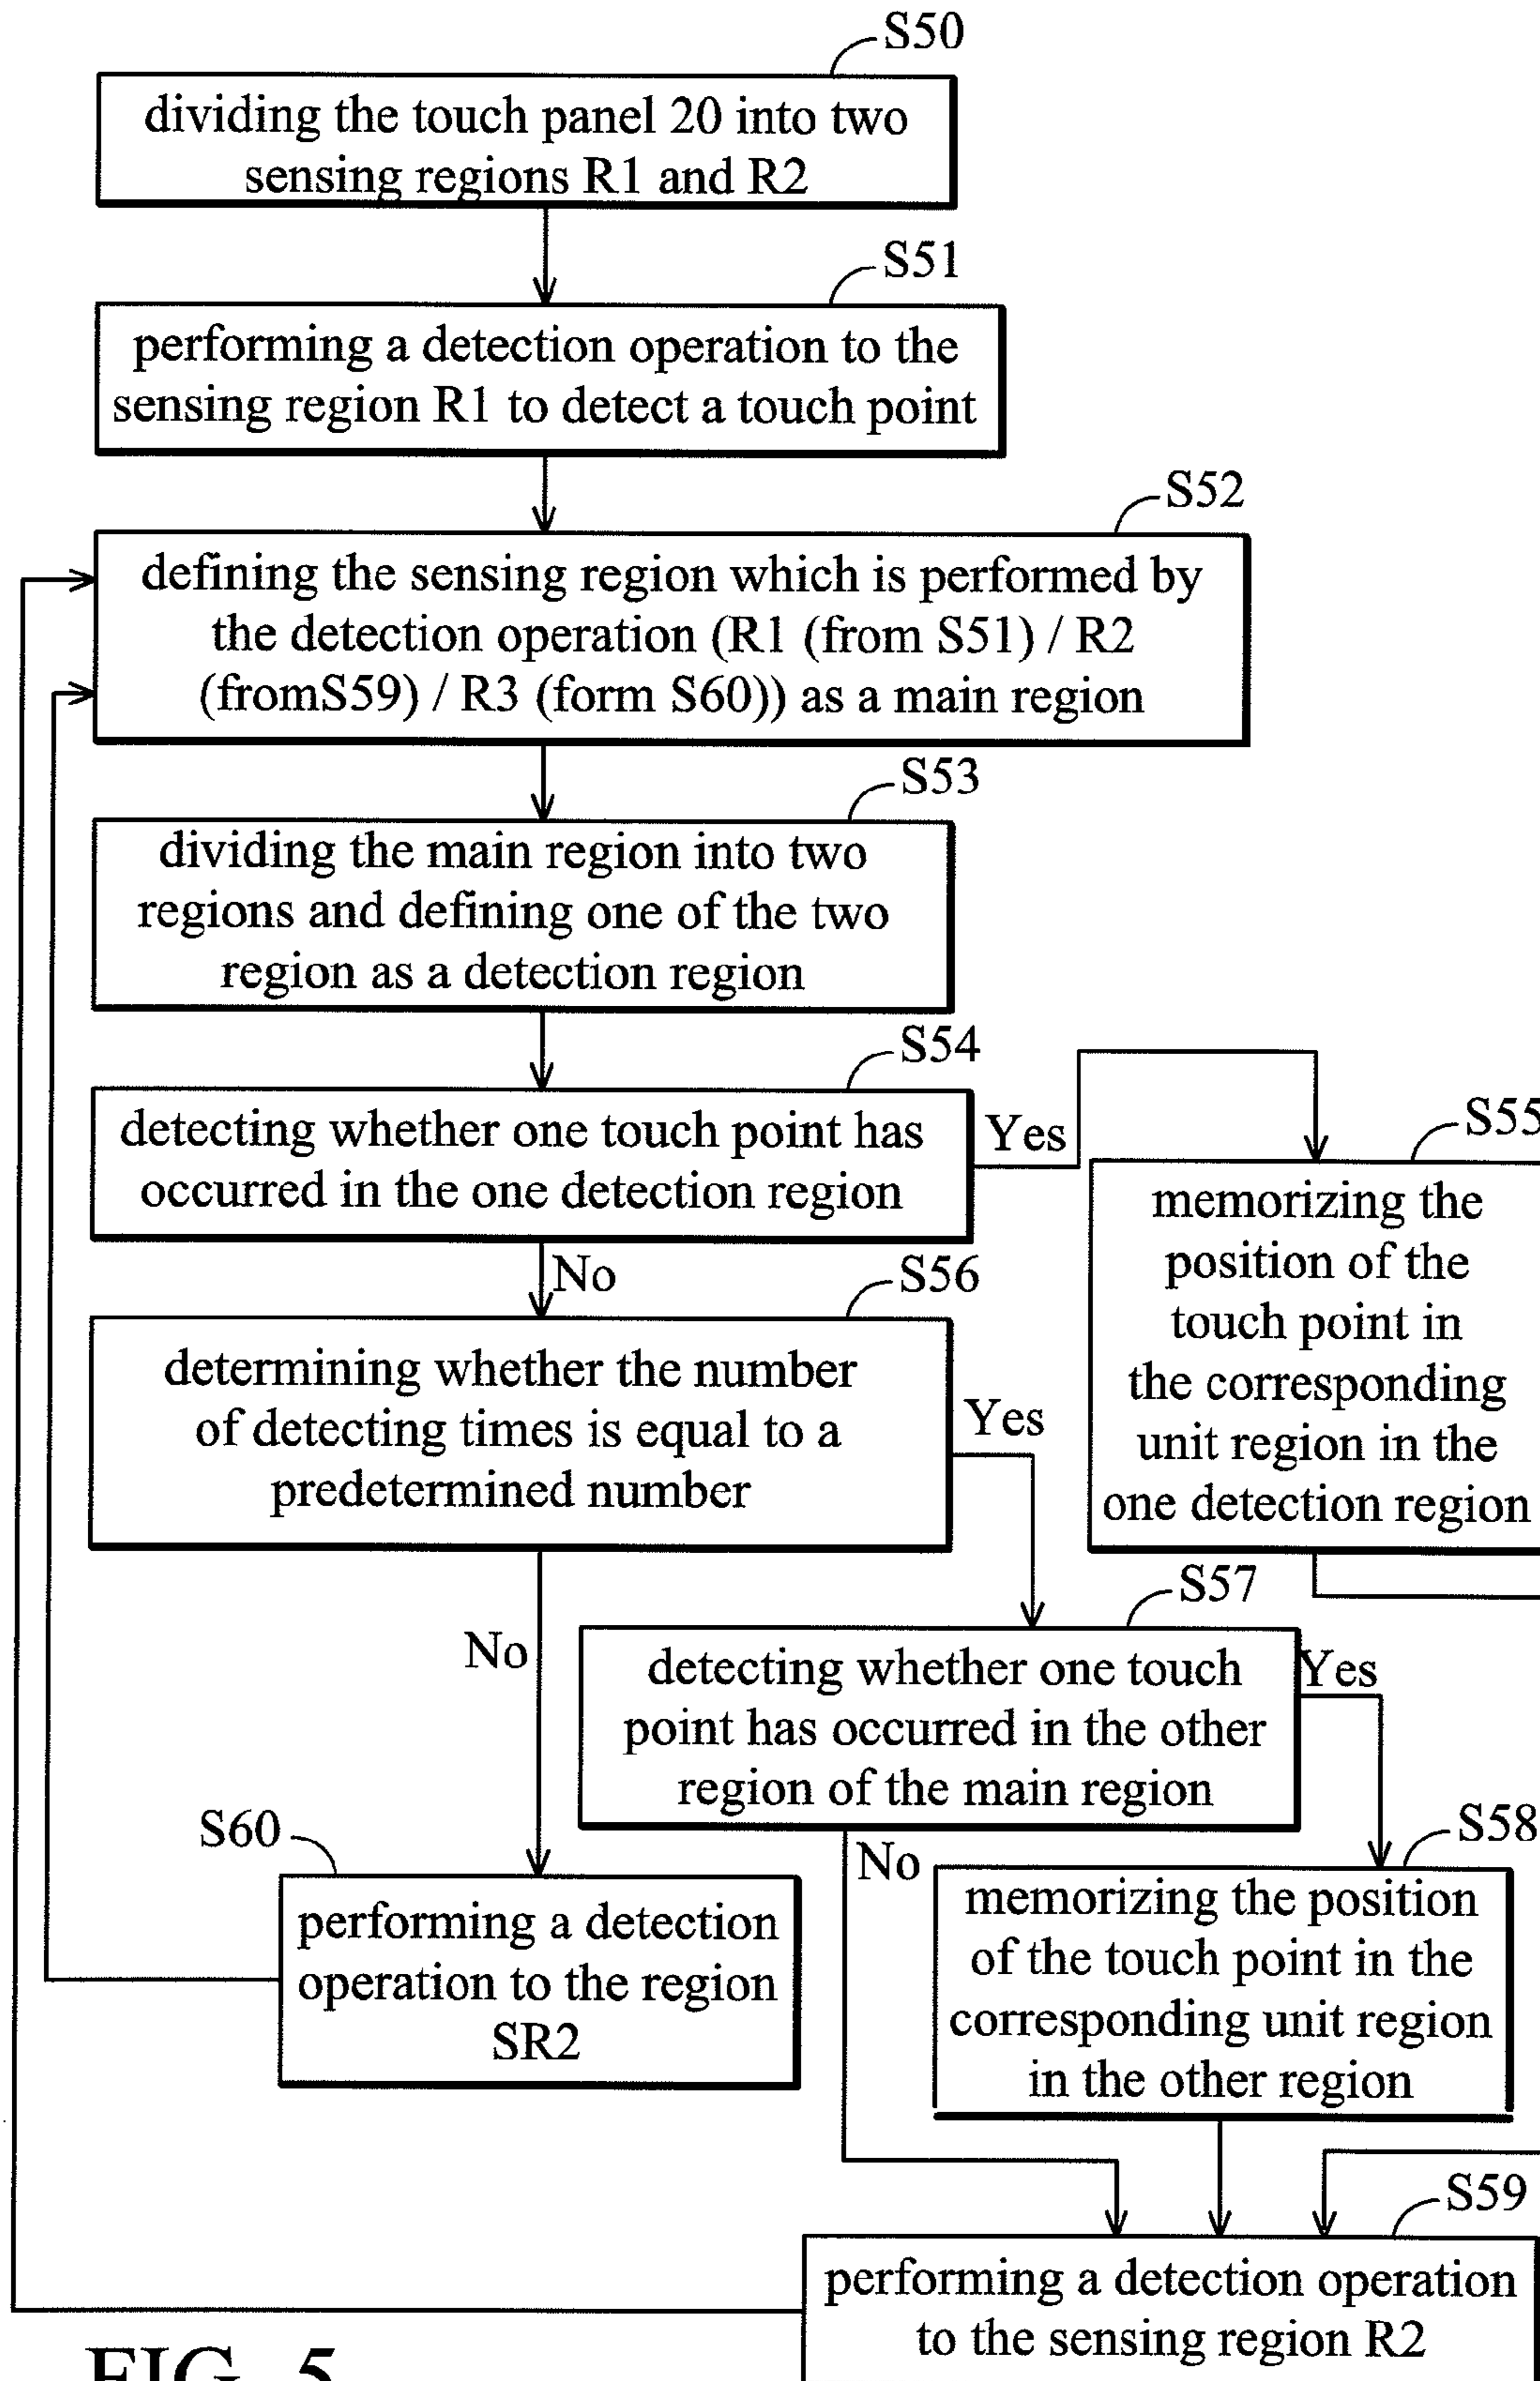 S50
dividing the touch panel 20 into two
sensing regions R1 and R2
S51
performing a detection operation to the
sensing region R1 to detect a touch point
S52
defining the sensing region which is performed by
the detection operation (R1 (from S51) / R2
(fromS59) / R3 (form S60)) as a main region
S53
dividing the main region into two
regions and defining one of the two
region as a detection region
S54
detecting whether one touch point has
occurred in the one detection region
Yes
No
S55
memorizing the
position of the
touch point in
the corresponding
unit region in the
one detection region
S56
determining whether the number
of detecting times is equal to a
predetermined number
Yes
No
S57
detecting whether one touch
point has occurred in the other
region of the main region
Yes
No
S58
memorizing the position
of the touch point in the
corresponding unit region
in the other region
S60
performing a detection
operation to the region
SR2
S59
performing a detection operation
to the sensing region R2
FIG. 5